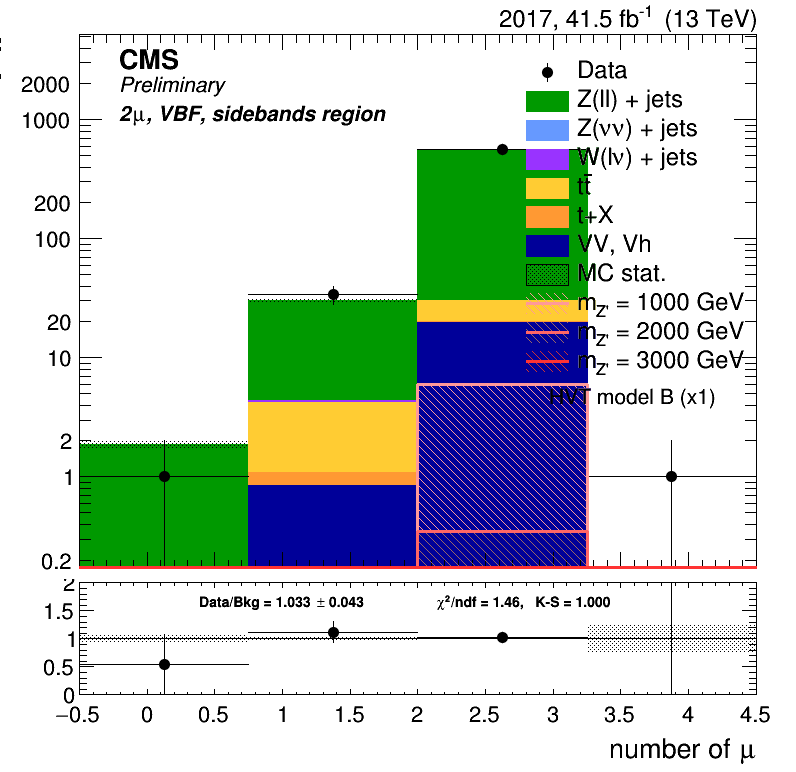 2017, 41.5 fb⁻¹ (13 TeV)
CMS
Preliminary
2μ, VBF, sidebands region
Data
Z(ll) + jets
Z(νν) + jets
W(lν) + jets
tt̄
t+X
VV, Vh
MC stat.
m_Z' = 1000 GeV
m_Z' = 2000 GeV
m_Z' = 3000 GeV
HVT model B (x1)
2000
1000
200
100
20
10
2
1
0.2
Data/Bkg = 1.033 ± 0.043
χ²/ndf = 1.46, K-S = 1.000
2
1.5
1
0.5
0
−0.5 0 0.5 1 1.5 2 2.5 3 3.5 4 4.5
number of μ